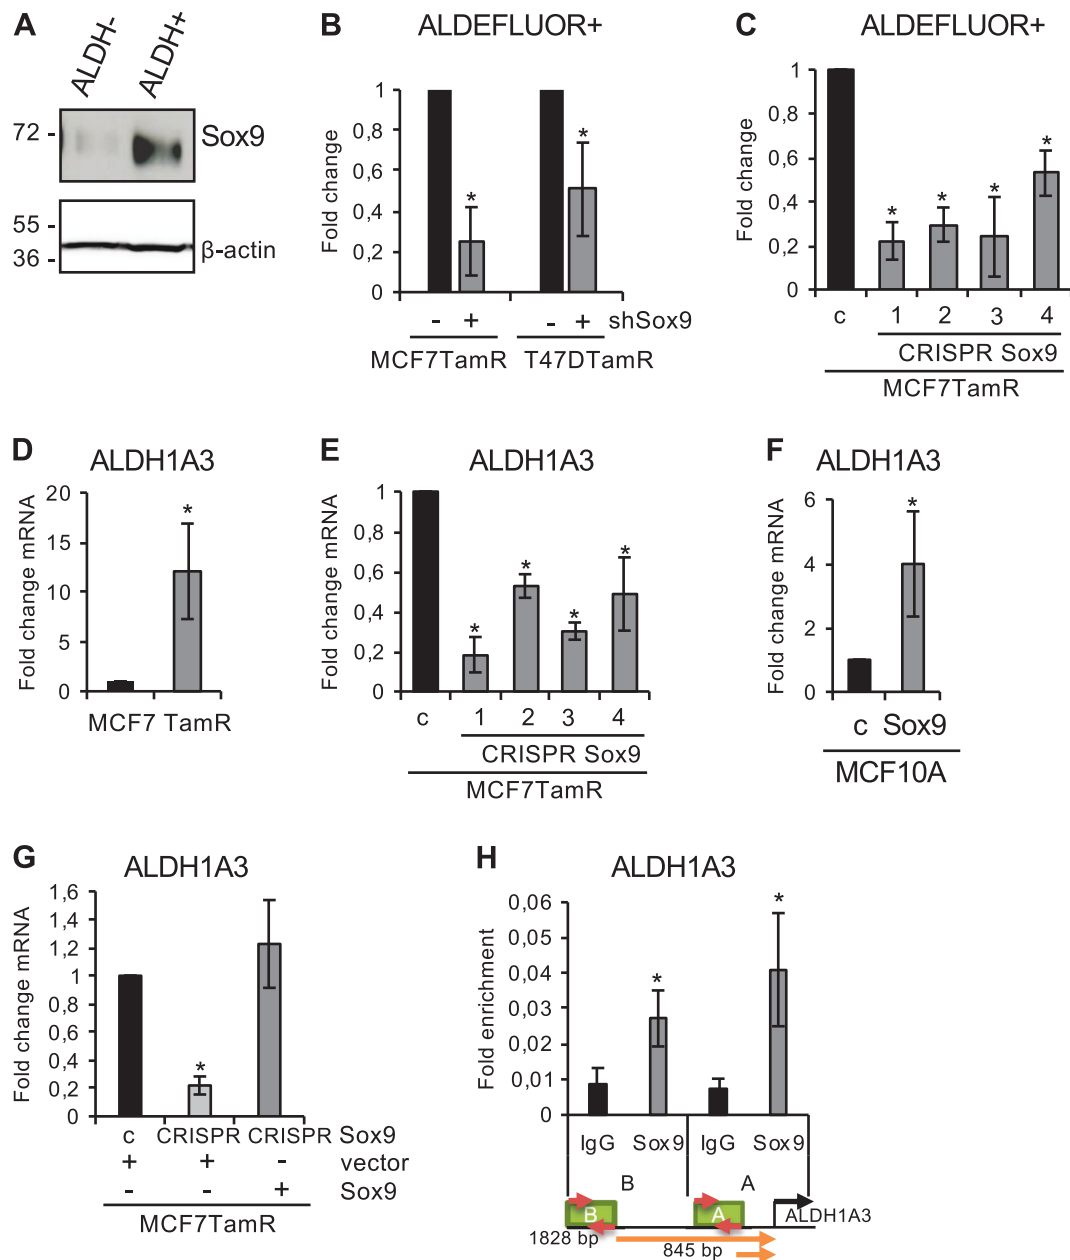 A
ALDH-
ALDH+
72 -
Sox9
55 -
36 -
β-actin
B
ALDEFLUOR+
Fold change
1
0,8
0,6
0,4
0,2
0
*
*
- + - + shSox9
MCF7TamR T47DTamR
C
ALDEFLUOR+
Fold change
1
0,8
0,6
0,4
0,2
0
* * * *
c 1 2 3 4
CRISPR Sox9
MCF7TamR
D
ALDH1A3
Fold change mRNA
20
15
10
5
0
*
MCF7 TamR
E
ALDH1A3
Fold change mRNA
1
0,8
0,6
0,4
0,2
0
* * * *
c 1 2 3 4
CRISPR Sox9
MCF7TamR
F
ALDH1A3
Fold change mRNA
6
4
2
0
*
c Sox9
MCF10A
G
ALDH1A3
Fold change mRNA
1,6
1,4
1,2
1
0,8
0,6
0,4
0,2
0
*
c CRISPR CRISPR Sox9
+ + - vector
- - + Sox9
MCF7TamR
H
ALDH1A3
Fold enrichment
0,06
0,05
0,04
0,03
0,02
0,01
0
*
*
IgG Sox9 IgG Sox9
B A
B A ALDH1A3
1828 bp 845 bp